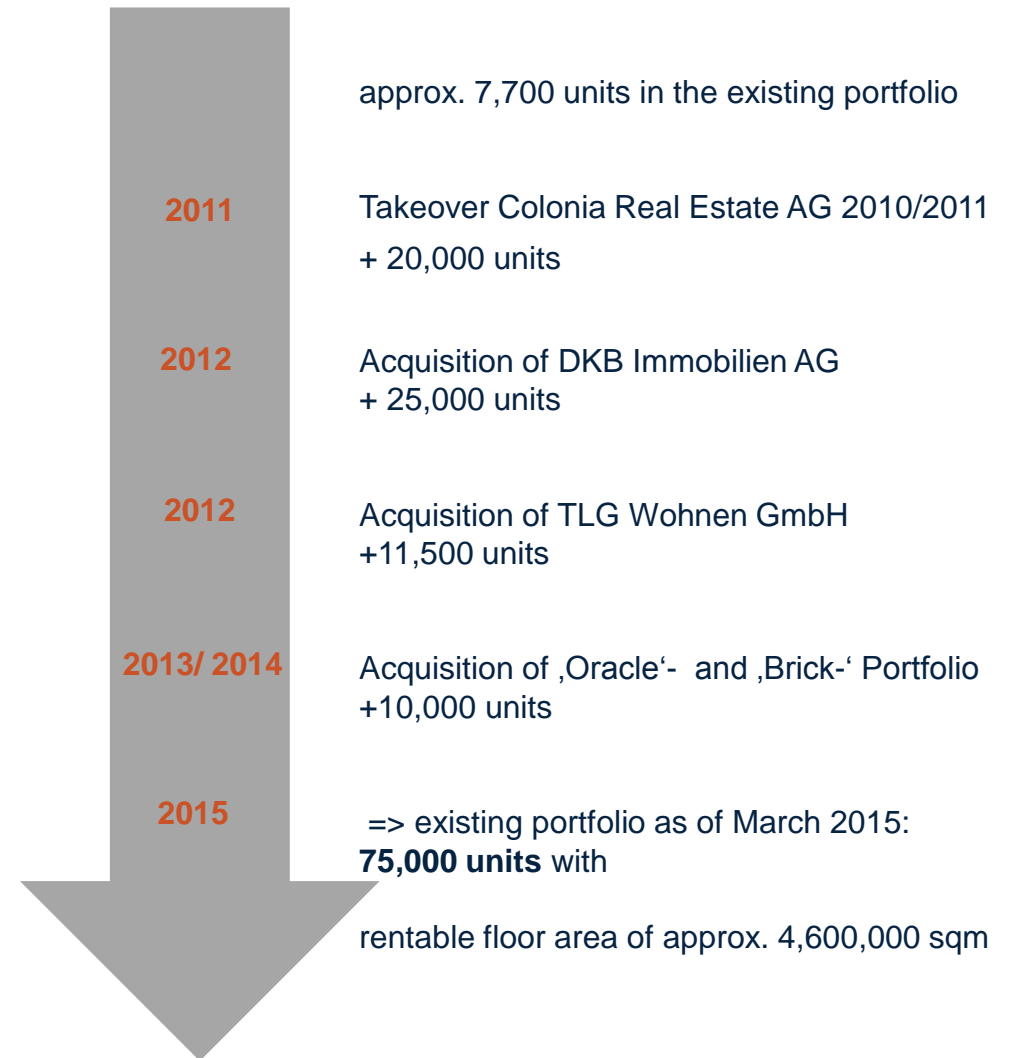 approx. 7,700 units in the existing portfolio
2011
Takeover Colonia Real Estate AG 2010/2011
+ 20,000 units
2012
Acquisition of DKB Immobilien AG
+ 25,000 units
2012
Acquisition of TLG Wohnen GmbH
+11,500 units
2013/ 2014
Acquisition of ‚Oracle‘- and ‚Brick-‘ Portfolio
+10,000 units
2015
=> existing portfolio as of March 2015:
75,000 units with
rentable floor area of approx. 4,600,000 sqm